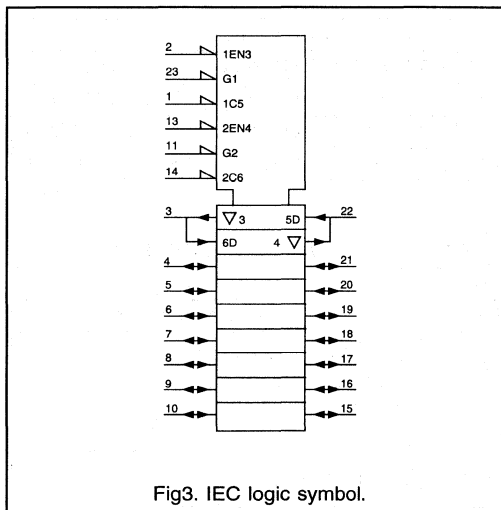 2 1EN3
23 G1
1 1C5
13 2EN4
11 G2
14 2C6
3 3 5D 22
6D 4
4 21
5 20
6 19
7 18
8 17
9 16
10 15
Fig3. IEC logic symbol.